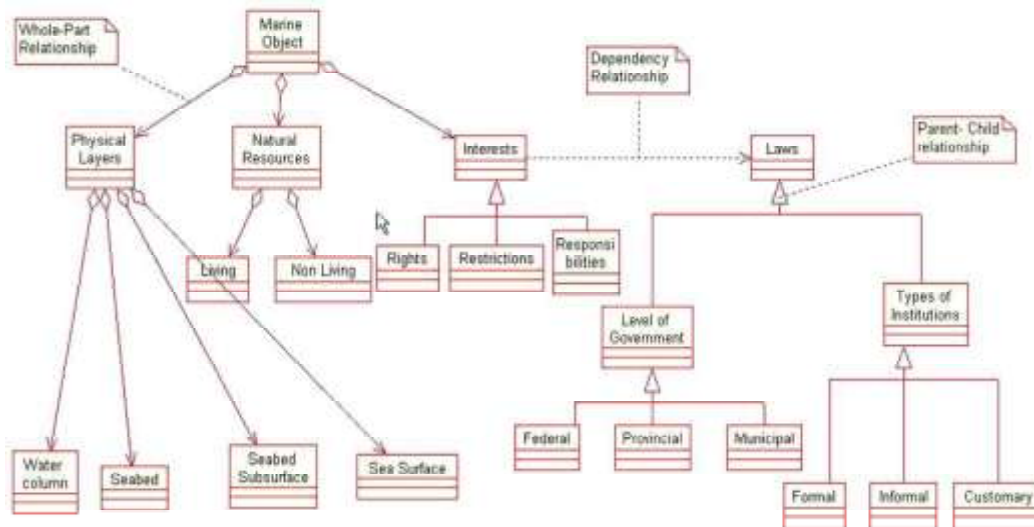 Marine
Object
Whole-Part
Relationship
Dependency
Relationship
Parent- Child
relationship
Physical
Layers
Natural
Resources
Interests
Laws
Living
Non Living
Rights
Restrictions
Responsi
bilities
Level of
Government
Types of
Institutions
Federal
Provincial
Municipal
Water
column
Seabed
Seabed
Subsurface
Sea Surface
Formal
Informal
Customary